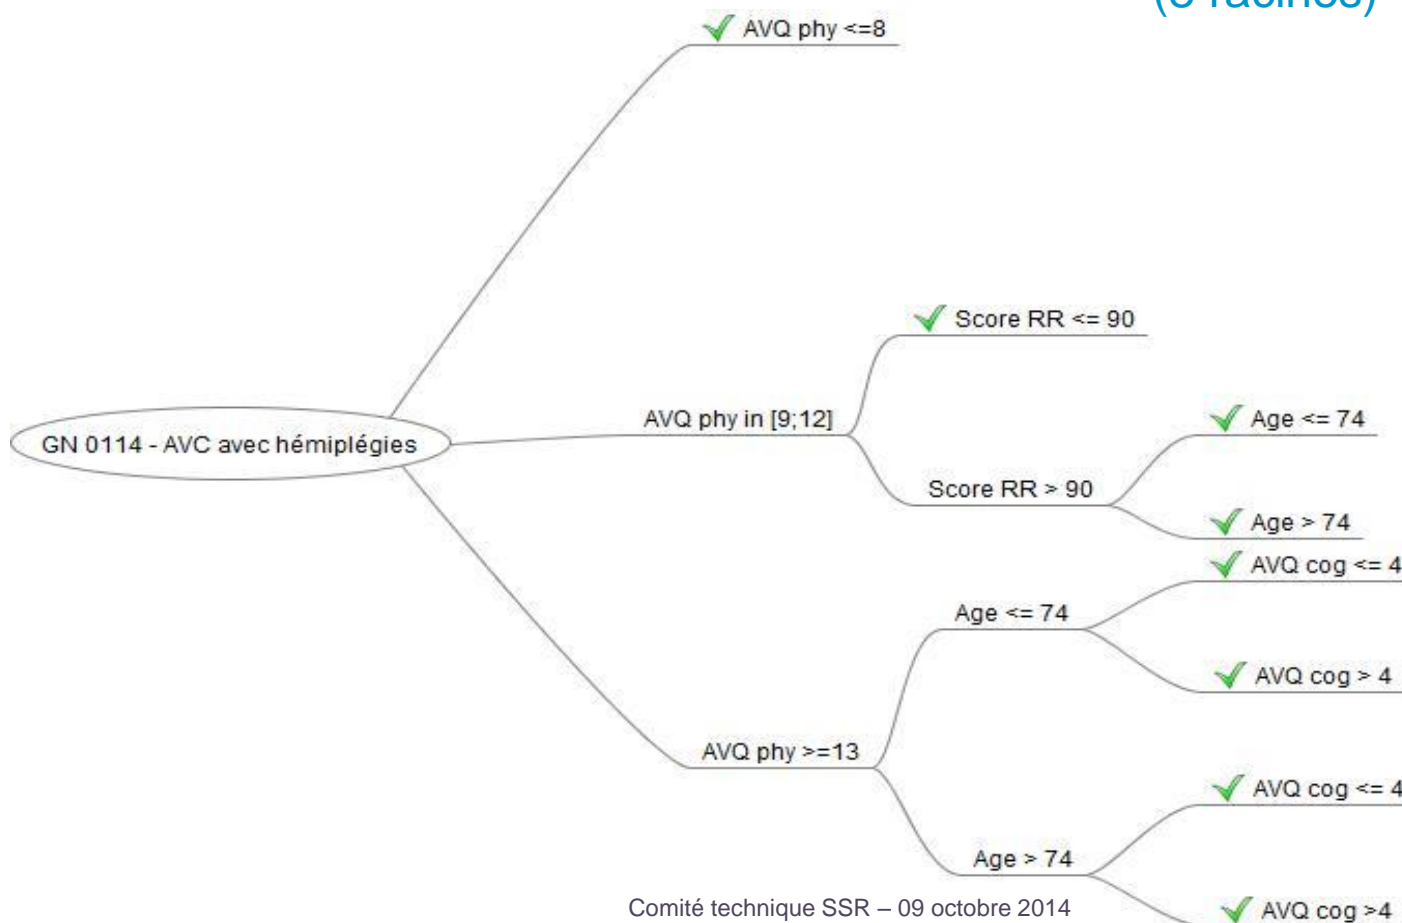 racines)
AVQ phy <=8
Score RR <= 90
AVQ phy in [9;12]
Age <= 74
GN 0114 - AVC avec hémiplégies
Score RR > 90
Age > 74
AVQ cog <= 4
Age <= 74
AVQ cog > 4
AVQ phy >=13
AVQ cog <= 4
Age > 74
Comité technique SSR – 09 octobre 2014
AVQ cog >4